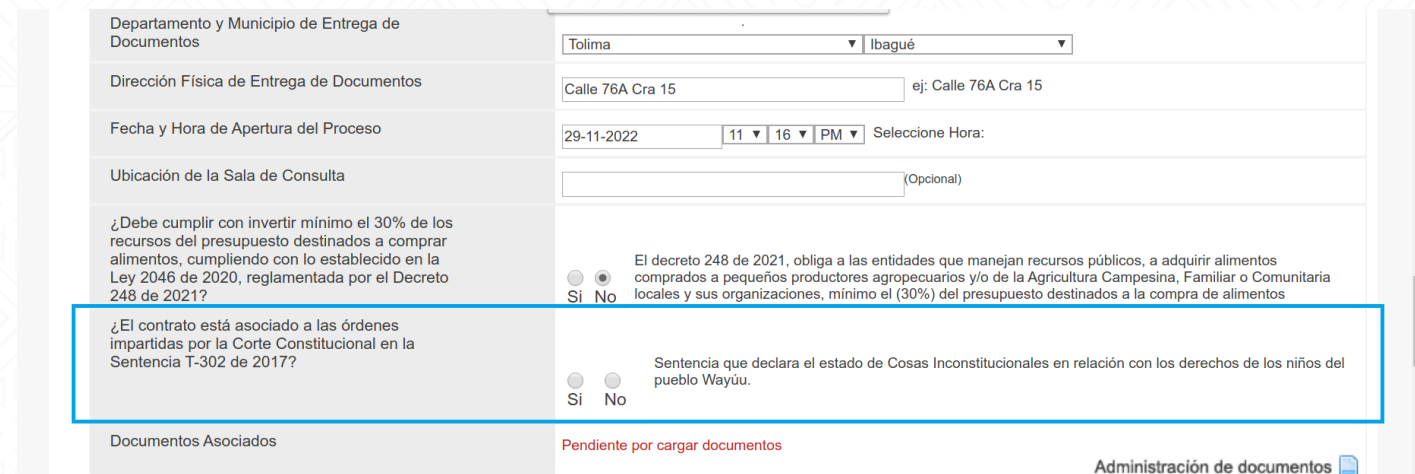 Departamento y Municipio de Entrega de
Documentos
Tolima Ibagué
Dirección Física de Entrega de Documentos
Calle 76A Cra 15 ej: Calle 76A Cra 15
Fecha y Hora de Apertura del Proceso
29-11-2022 11 16 PM Seleccione Hora:
Ubicación de la Sala de Consulta
(Opcional)
¿Debe cumplir con invertir mínimo el 30% de los
recursos del presupuesto destinados a comprar
alimentos, cumpliendo con lo establecido en la
Ley 2046 de 2020, reglamentada por el Decreto
248 de 2021?
Si No
El decreto 248 de 2021, obliga a las entidades que manejan recursos públicos, a adquirir alimentos
comprados a pequeños productores agropecuarios y/o de la Agricultura Campesina, Familiar o Comunitaria
locales y sus organizaciones, mínimo el (30%) del presupuesto destinados a la compra de alimentos
¿El contrato está asociado a las órdenes
impartidas por la Corte Constitucional en la
Sentencia T-302 de 2017?
Si No
Sentencia que declara el estado de Cosas Inconstitucionales en relación con los derechos de los niños del
pueblo Wayúu.
Documentos Asociados
Pendiente por cargar documentos
Administración de documentos